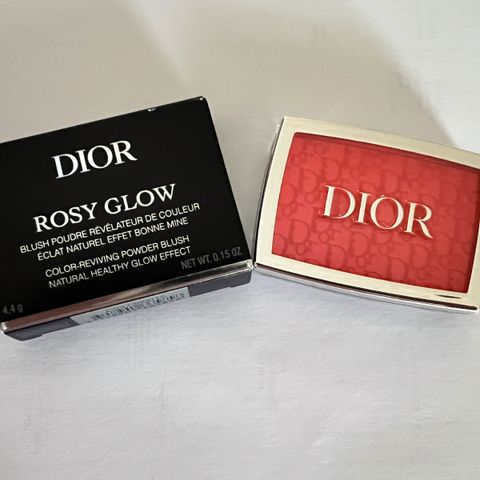 DIOR
ROSY GLOW
BLUSH POUDRE RÉVÉLATEUR DE COULEUR
ÉCLAT NATUREL EFFET BONNE MINE
COLOR-REVIVING POWDER BLUSH
NATURAL HEALTHY GLOW EFFECT
4,4 g
NET WT. 0.15 OZ
DIOR